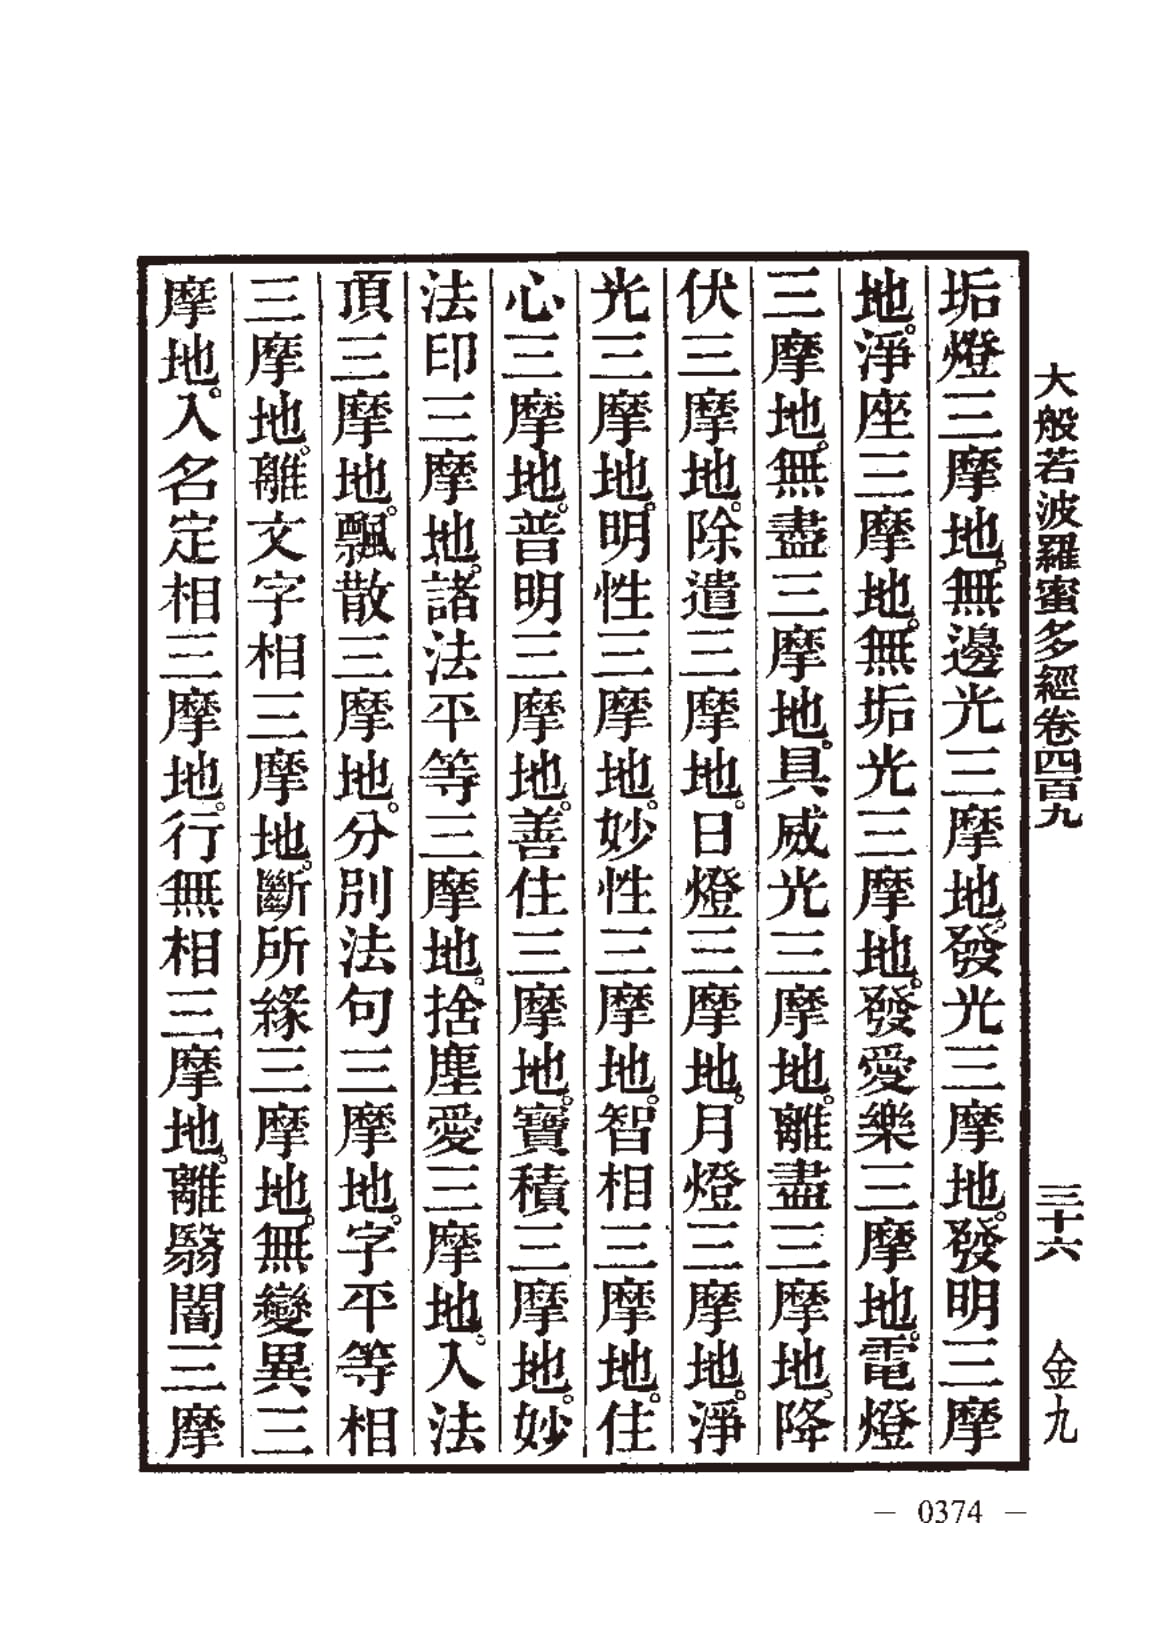 大般若波羅蜜多經卷四百九　三十六　金九
垢燈三摩地。無邊光三摩地。發光三摩地。發明三摩
地。淨座三摩地。無垢光三摩地。發愛樂三摩地。電燈
三摩地。無盡三摩地。具威光三摩地。離盡三摩地。降
伏三摩地。除遣三摩地。日燈三摩地。月燈三摩地。淨
光三摩地。明性三摩地。妙性三摩地。智相三摩地。住
心三摩地。普明三摩地。善住三摩地。寶積三摩地。妙
法印三摩地。諸法平等三摩地。捨塵愛三摩地。入法
頂三摩地。飄散三摩地。分別法句三摩地。字平等相
三摩地。離文字相三摩地。斷所緣三摩地。無變異三
摩地。入名定相三摩地。行無相三摩地。離翳闇三摩
— 0374 —